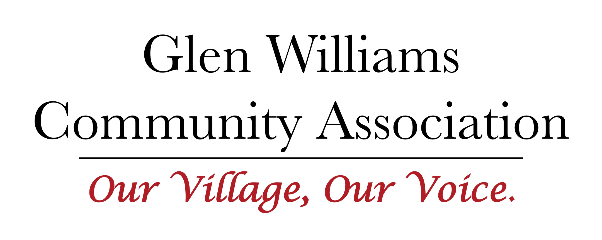 Glen Williams
Community Association
Our Village, Our Voice.